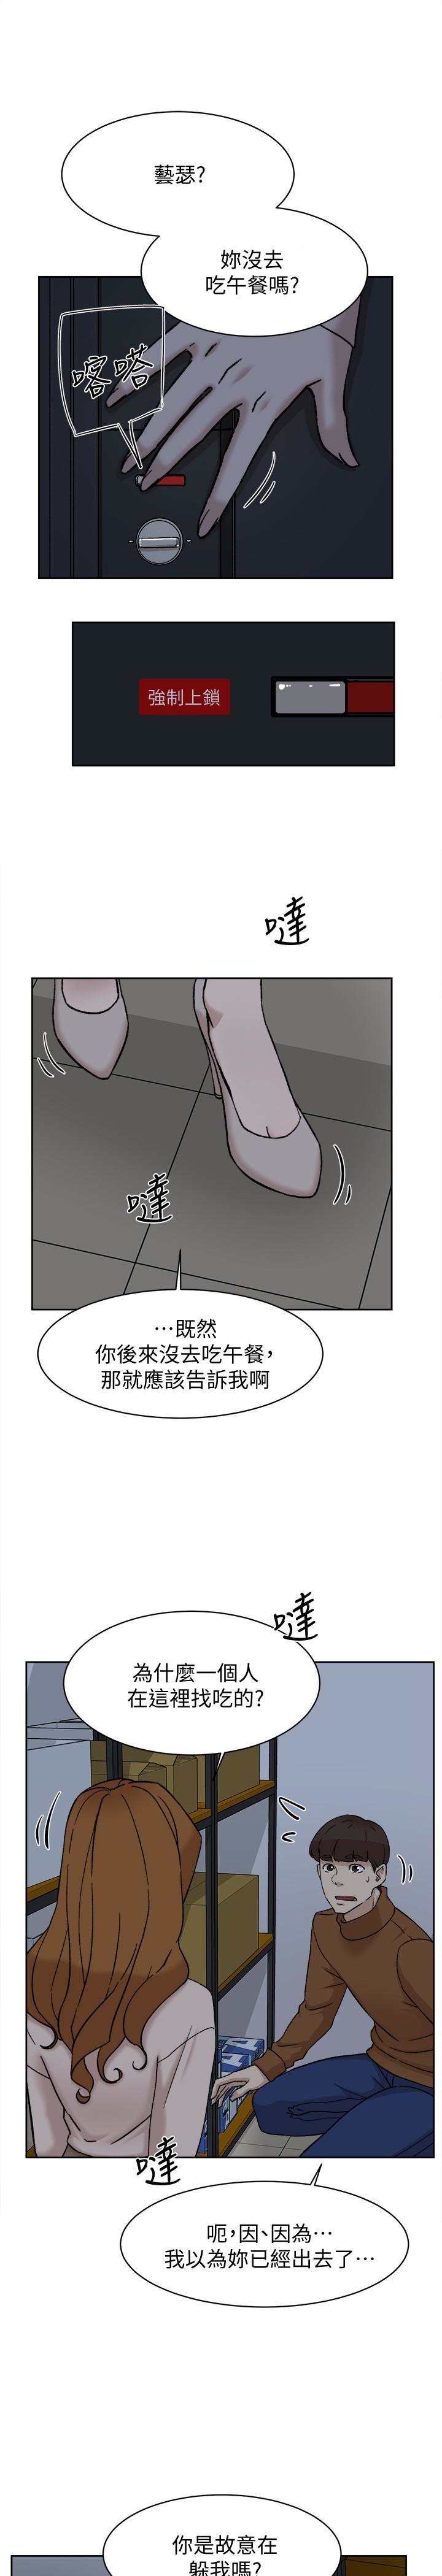 藝瑟?
妳沒去
吃午餐嗎?
喀嗒
強制上鎖
噠
噠
…既然
你後來沒去吃午餐,
那就應該告訴我啊
噠
為什麼一個人
在這裡找吃的?
噠
呃,因、因為…
我以為妳已經出去了…
你是故意在
躲我嗎?